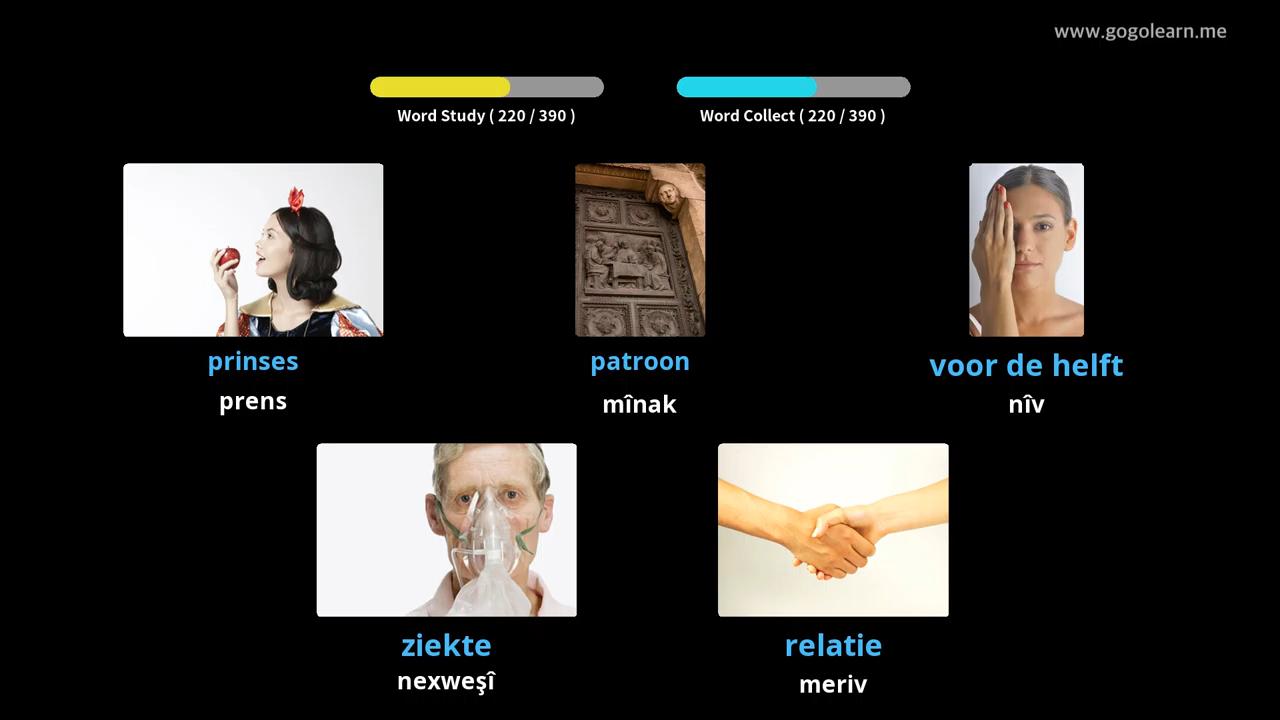 www.gogolearn.me
Word Study ( 220 / 390 )
Word Collect ( 220 / 390 )
prinses
prens
patroon
mînak
voor de helft
nîv
ziekte
nexweşî
relatie
meriv